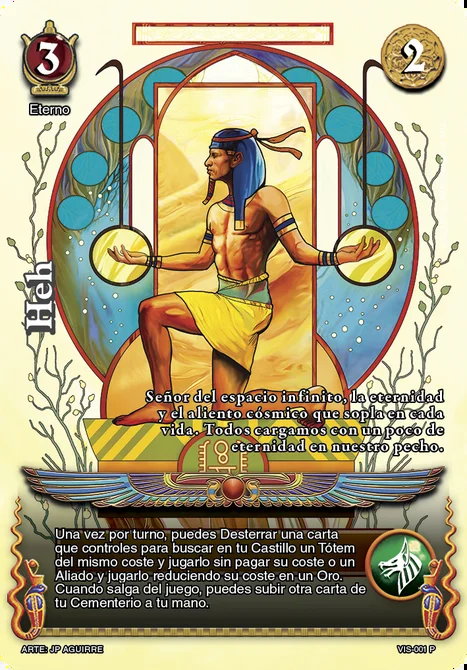 3
2
Eterno
Heh
Señor del espacio infinito, la eternidad
y el aliento cósmico que sopla en cada
vida. Todos cargamos con un poco de
eternidad en nuestro pecho.
Una vez por turno, puedes Desterrar una carta
que controles para buscar en tu Castillo un Tótem
del mismo coste y jugarlo sin pagar su coste o un
Aliado y jugarlo reduciendo su coste en un Oro.
Cuando salga del juego, puedes subir otra carta de
tu Cementerio a tu mano.
ARTE: JP AGUIRRE
VIS-001 P